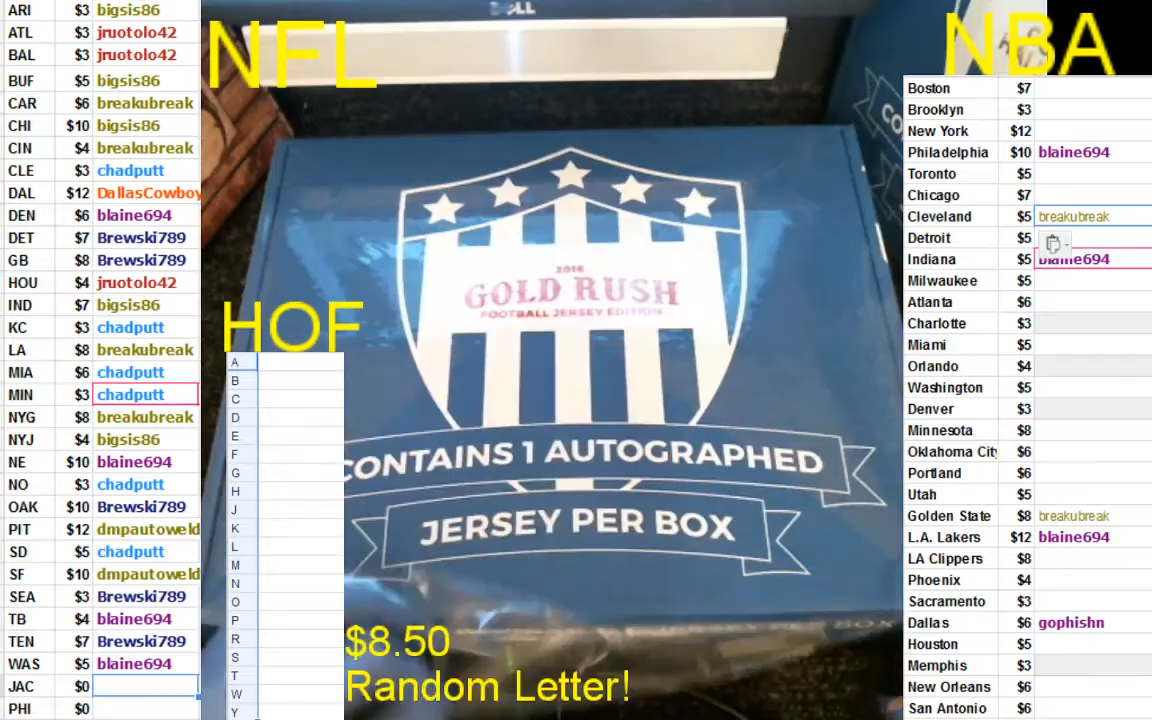 NFL
NBA
HOF
DELL
ARI $3 bigsis86
ATL $3 jruotolo42
BAL $3 jruotolo42
BUF $5 bigsis86
CAR $6 breakubreak
CHI $10 bigsis86
CIN $4 breakubreak
CLE $3 chadputt
DAL $12 DallasCowboy
DEN $6 blaine694
DET $7 Brewski789
GB $8 Brewski789
HOU $4 jruotolo42
IND $7 bigsis86
KC $3 chadputt
LA $8 breakubreak
MIA $6 chadputt
MIN $3 chadputt
NYG $8 breakubreak
NYJ $4 bigsis86
NE $10 blaine694
NO $3 chadputt
OAK $10 Brewski789
PIT $12 dmpautoweld
SD $5 chadputt
SF $10 dmpautoweld
SEA $3 Brewski789
TB $4 blaine694
TEN $7 Brewski789
WAS $5 blaine694
JAC $0
PHI $0
A
B
C
D
E
F
G
H
J
K
L
M
N
O
P
R
S
T
W
Y
2016
GOLD RUSH
FOOTBALL JERSEY EDITION
CONTAINS 1 AUTOGRAPHED
JERSEY PER BOX
JERSEY PER BOX
$8.50
Random Letter!
CO
Boston $7
Brooklyn $3
New York $12
Philadelphia $10 blaine694
Toronto $5
Chicago $7
Cleveland $5 breakubreak
Detroit $5
Indiana $5 blaine694
Milwaukee $5
Atlanta $6
Charlotte $3
Miami $5
Orlando $4
Washington $5
Denver $3
Minnesota $8
Oklahoma City $6
Portland $6
Utah $5
Golden State $8 breakubreak
L.A. Lakers $12 blaine694
LA Clippers $8
Phoenix $4
Sacramento $3
Dallas $6 gophishn
Houston $5
Memphis $3
New Orleans $6
San Antonio $6